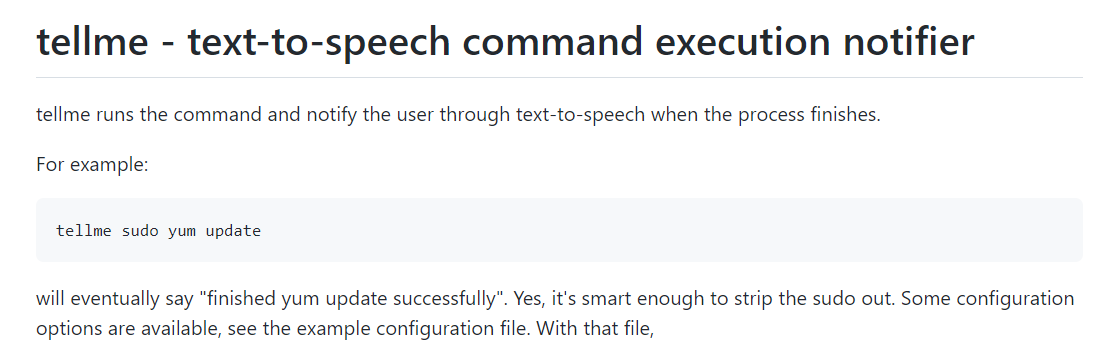 tellme - text-to-speech command execution notifier
tellme runs the command and notify the user through text-to-speech when the process finishes.
For example:
tellme sudo yum update
will eventually say "finished yum update successfully". Yes, it's smart enough to strip the sudo out. Some configuration
options are available, see the example configuration file. With that file,